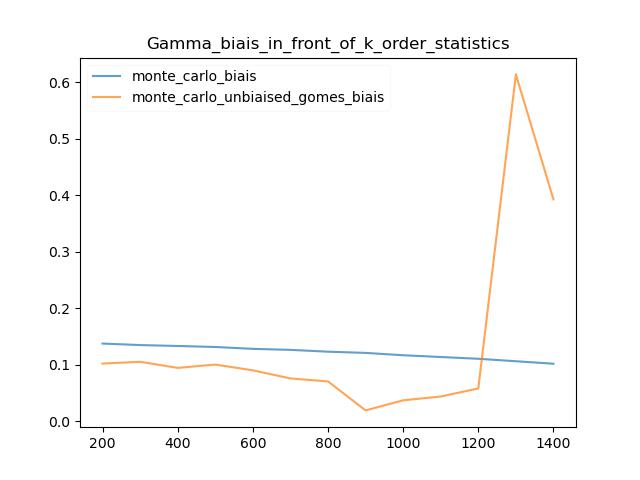 Gamma_biais_in_front_of_k_order_statistics
monte_carlo_biais
monte_carlo_unbiaised_gomes_biais
0.6
0.5
0.4
0.3
0.2
0.1
0.0
200 400 600 800 1000 1200 1400